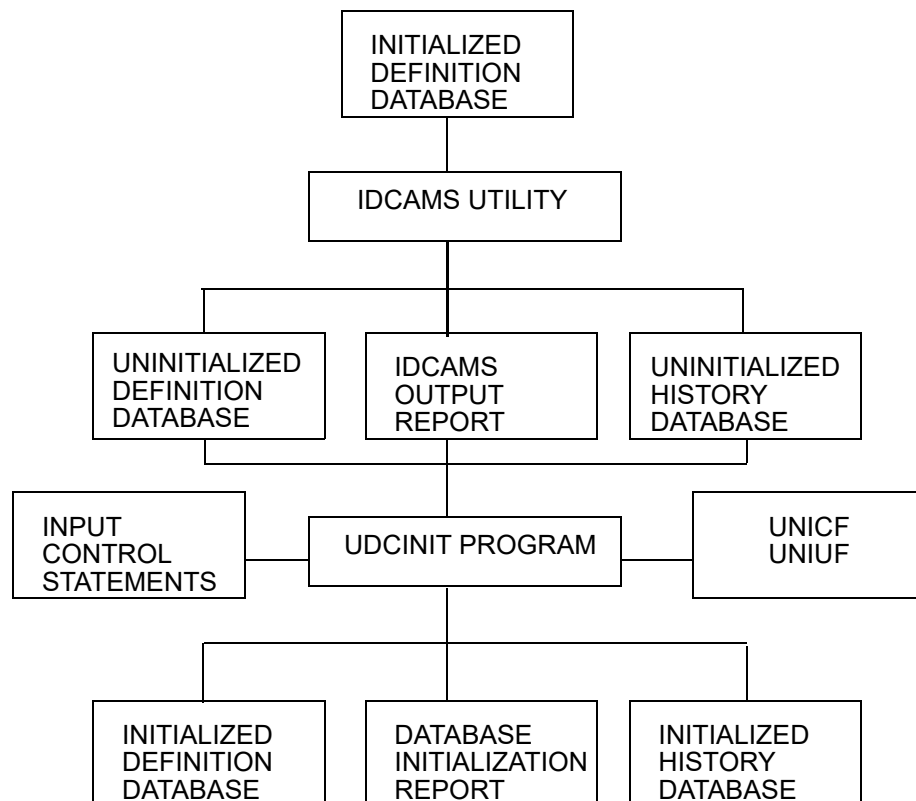 INITIALIZED
DEFINITION
DATABASE
IDCAMS UTILITY
UNINITIALIZED
DEFINITION
DATABASE
IDCAMS
OUTPUT
REPORT
UNINITIALIZED
HISTORY
DATABASE
INPUT
CONTROL
STATEMENTS
UDCINIT PROGRAM
UNICF
UNIUF
INITIALIZED
DEFINITION
DATABASE
DATABASE
INITIALIZATION
REPORT
INITIALIZED
HISTORY
DATABASE